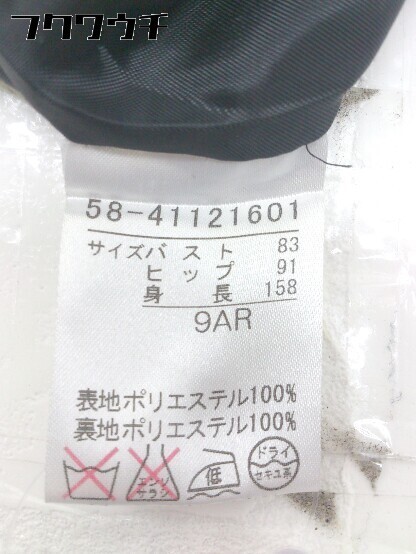 フクワウチ
58-41121601
サイズバスト 83
ヒップ 91
身長 158
9AR
表地ポリエステル100%
裏地ポリエステル100%
エンソサラシ 低 ドライ セキユ系